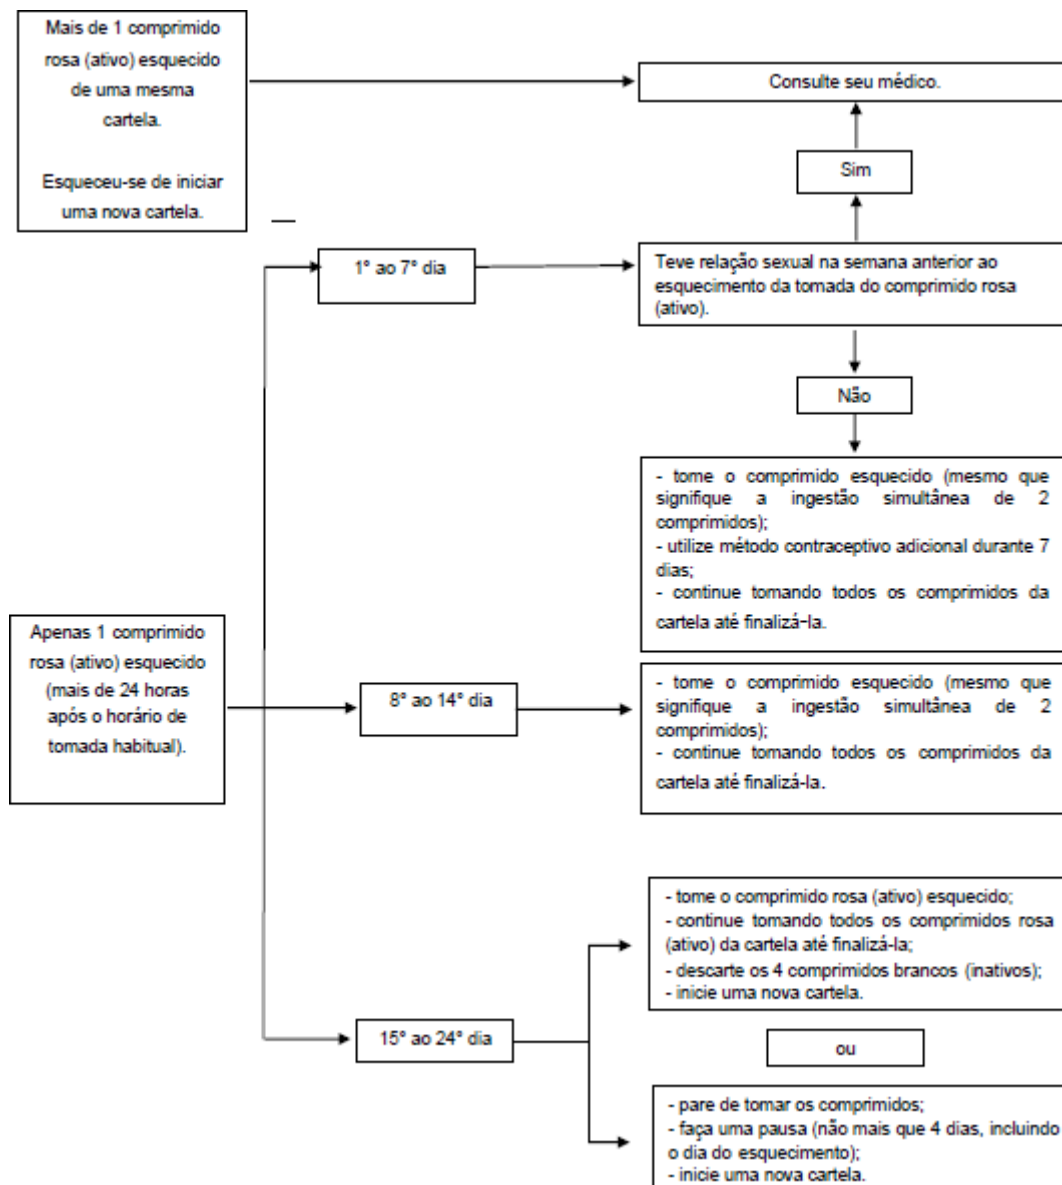 Mais de 1 comprimido
rosa (ativo) esquecido
de uma mesma
cartela.
Esqueceu-se de iniciar
uma nova cartela.
Consulte seu médico.
Sim
1° ao 7° dia
Teve relação sexual na semana anterior ao
esquecimento da tomada do comprimido rosa
(ativo).
Não
- tome o comprimido esquecido (mesmo que
signifique a ingestão simultânea de 2
comprimidos);
- utilize método contraceptivo adicional durante 7
dias;
- continue tomando todos os comprimidos da
cartela até finalizá-la.
Apenas 1 comprimido
rosa (ativo) esquecido
(mais de 24 horas
após o horário de
tomada habitual).
8° ao 14° dia
- tome o comprimido esquecido (mesmo que
signifique a ingestão simultânea de 2
comprimidos);
- continue tomando todos os comprimidos da
cartela até finalizá-la.
15° ao 24° dia
- tome o comprimido rosa (ativo) esquecido;
- continue tomando todos os comprimidos rosa
(ativo) da cartela até finalizá-la;
- descarte os 4 comprimidos brancos (inativos);
- inicie uma nova cartela.
ou
- pare de tomar os comprimidos;
- faça uma pausa (não mais que 4 dias, incluindo
o dia do esquecimento);
- inicie uma nova cartela.